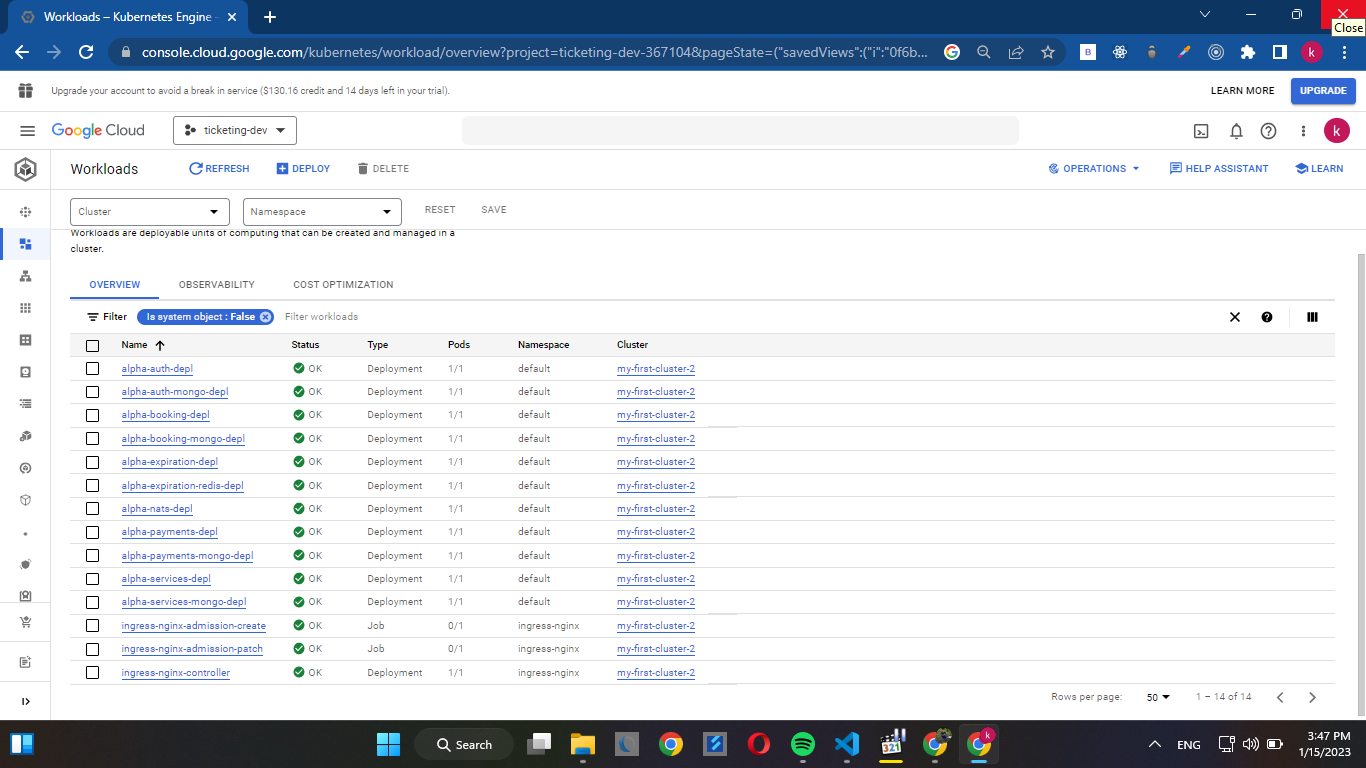 Workloads – Kubernetes Engine -
Close
console.cloud.google.com/kubernetes/workload/overview?project=ticketing-dev-367104&pageState=("savedViews":("i":"0f6b...
B
k
Upgrade your account to avoid a break in service ($130.16 credit and 14 days left in your trial).
LEARN MORE
UPGRADE
Google Cloud
ticketing-dev
k
Workloads
REFRESH
DEPLOY
DELETE
OPERATIONS
HELP ASSISTANT
LEARN
Cluster
Namespace
RESET
SAVE
Workloads are deployable units of computing that can be created and managed in a
cluster.
OVERVIEW
OBSERVABILITY
COST OPTIMIZATION
Filter
Is system object : False
Filter workloads
Name Status Type Pods Namespace Cluster
alpha-auth-depl OK Deployment 1/1 default my-first-cluster-2
alpha-auth-mongo-depl OK Deployment 1/1 default my-first-cluster-2
alpha-booking-depl OK Deployment 1/1 default my-first-cluster-2
alpha-booking-mongo-depl OK Deployment 1/1 default my-first-cluster-2
alpha-expiration-depl OK Deployment 1/1 default my-first-cluster-2
alpha-expiration-redis-depl OK Deployment 1/1 default my-first-cluster-2
alpha-nats-depl OK Deployment 1/1 default my-first-cluster-2
alpha-payments-depl OK Deployment 1/1 default my-first-cluster-2
alpha-payments-mongo-depl OK Deployment 1/1 default my-first-cluster-2
alpha-services-depl OK Deployment 1/1 default my-first-cluster-2
alpha-services-mongo-depl OK Deployment 1/1 default my-first-cluster-2
ingress-nginx-admission-create OK Job 0/1 ingress-nginx my-first-cluster-2
ingress-nginx-admission-patch OK Job 0/1 ingress-nginx my-first-cluster-2
ingress-nginx-controller OK Deployment 1/1 ingress-nginx my-first-cluster-2
Rows per page: 50 1 – 14 of 14
Search
321
k
ENG
3:47 PM
1/15/2023